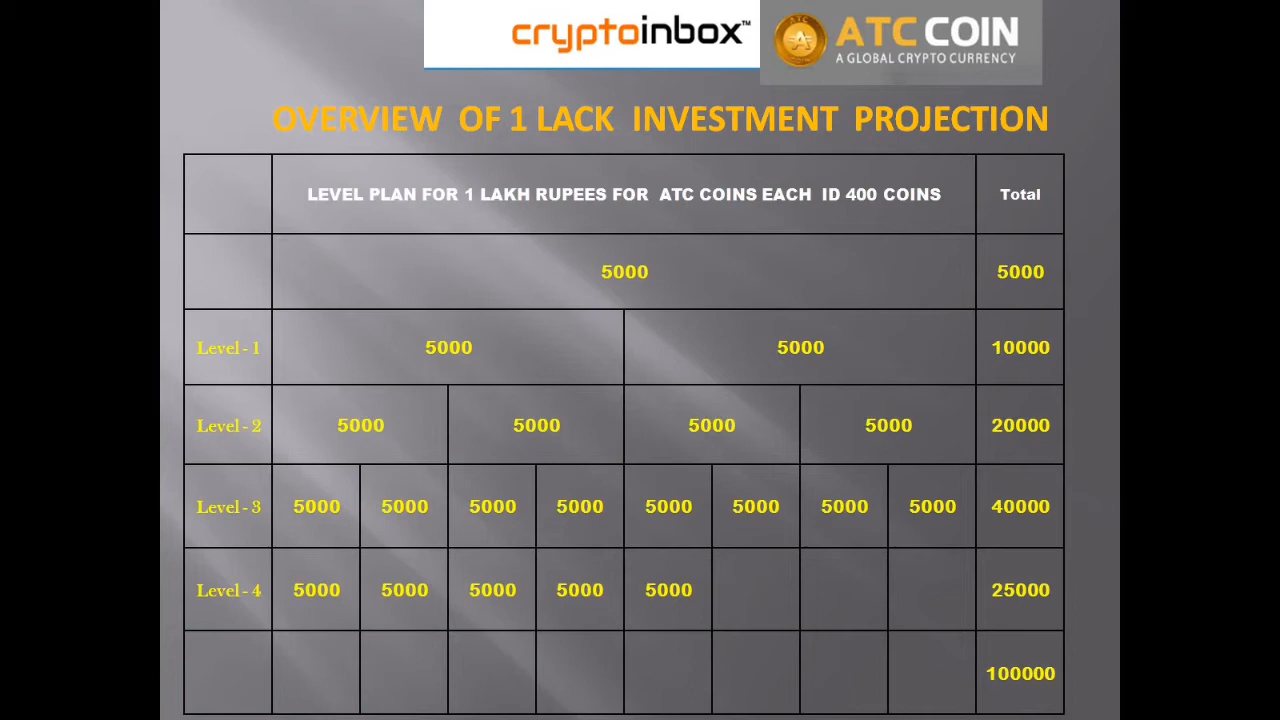 cryptoinbox™
ATC COIN
A GLOBAL CRYPTO CURRENCY
OVERVIEW OF 1 LACK INVESTMENT PROJECTION
LEVEL PLAN FOR 1 LAKH RUPEES FOR ATC COINS EACH ID 400 COINS Total
5000 5000
Level - 1 5000 5000 10000
Level - 2 5000 5000 5000 5000 20000
Level - 3 5000 5000 5000 5000 5000 5000 5000 5000 40000
Level - 4 5000 5000 5000 5000 5000 25000
100000